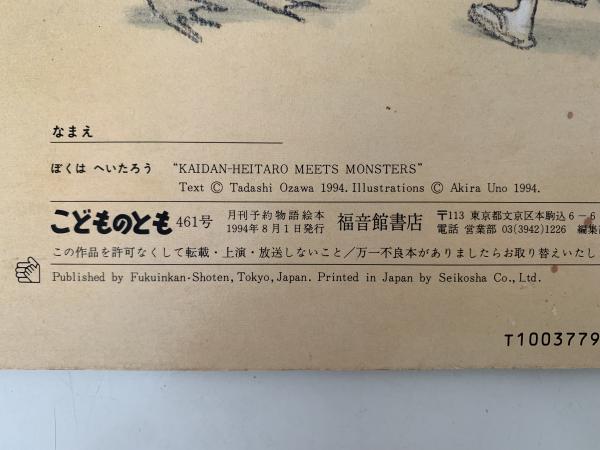 なまえ
ぼくは へいたろう “KAIDAN-HEITARO MEETS MONSTERS”
Text Ⓒ Tadashi Ozawa 1994. Illustrations Ⓒ Akira Uno 1994.
こどものとも 461号 月刊予約物語絵本 1994年8月1日発行 福音館書店 〒113 東京都文京区本駒込6-6
電話 営業部 03(3942)1226 編集
この作品を許可なくして転載・上演・放送しないこと/万一不良本がありましたらお取り替えいたし
Published by Fukuinkan-Shoten, Tokyo, Japan. Printed in Japan by Seikosha Co., Ltd.
T1003779